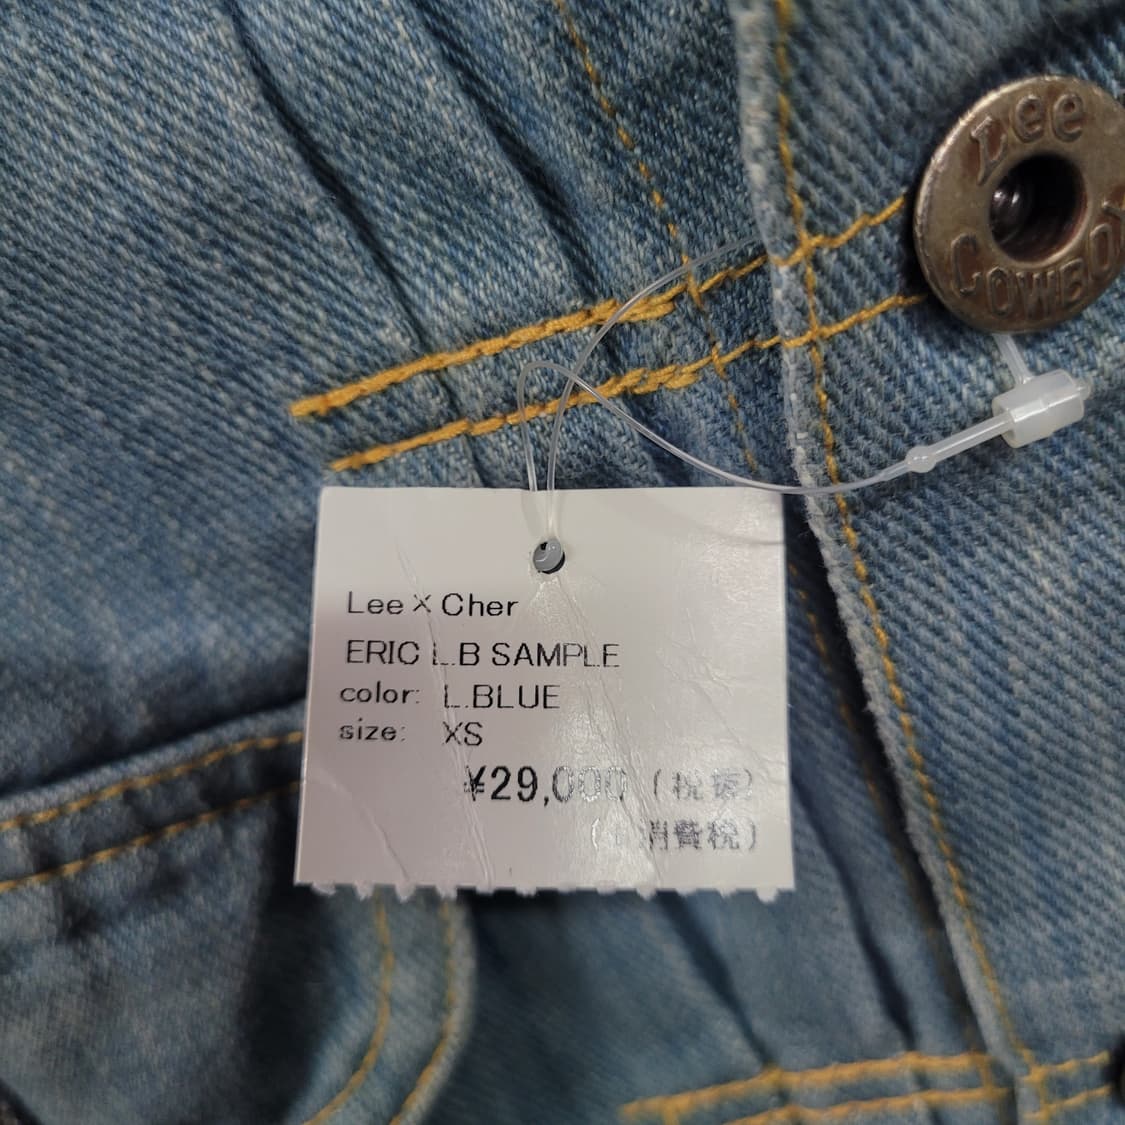 Lee
COWBOY
Lee×Cher
ERIC L.B SAMPLE
color: L.BLUE
size: XS
¥29,000 (税抜)
消費税)